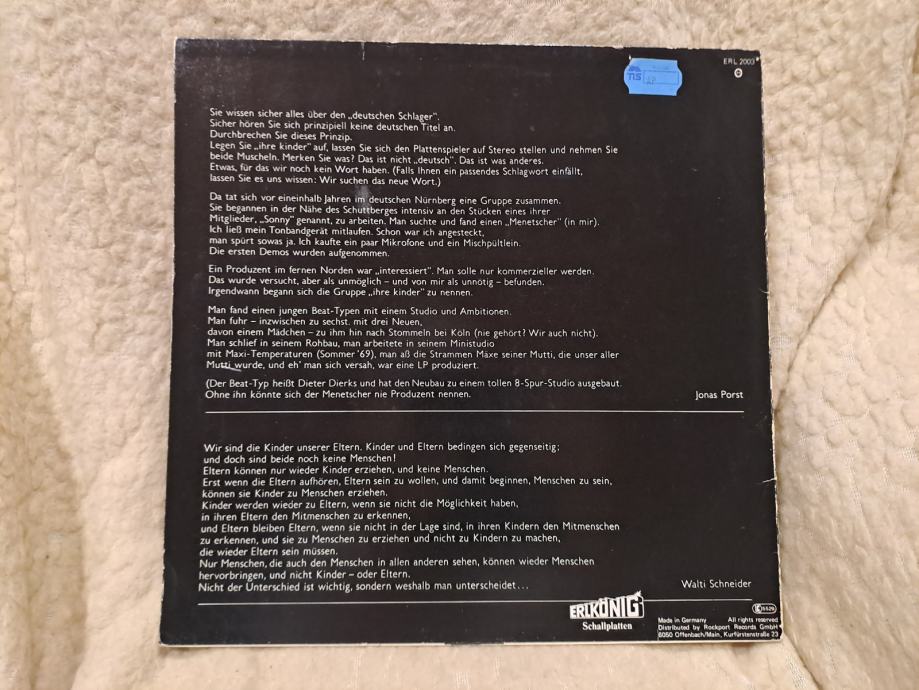 ERL 2003
TIS
Sie wissen sicher alles über den „deutschen Schlager".
Sicher hören Sie sich prinzipiell keine deutschen Titel an.
Durchbrechen Sie dieses Prinzip.
Legen Sie „ihre kinder" auf, lassen Sie sich den Plattenspieler auf Stereo stellen und nehmen Sie
beide Muscheln. Merken Sie was? Das ist nicht „deutsch". Das ist was anderes.
Etwas, für das wir noch kein Wort haben. (Falls Ihnen ein passendes Schlagwort einfällt,
lassen Sie es uns wissen: Wir suchen das neue Wort.)
Da tat sich vor eineinhalb Jahren im deutschen Nürnberg eine Gruppe zusammen.
Sie begannen in der Nähe des Schuttberges intensiv an den Stücken eines ihrer
Mitglieder, „Sonny" genannt, zu arbeiten. Man suchte und fand einen „Menetscher" (in mir).
Ich ließ mein Tonbandgerät mitlaufen. Schon war ich angesteckt,
man spürt sowas ja. Ich kaufte ein paar Mikrofone und ein Mischpültlein.
Die ersten Demos wurden aufgenommen.
Ein Produzent im fernen Norden war „interessiert". Man solle nur kommerzieller werden.
Das wurde versucht, aber als unmöglich – und von mir als unnötig – befunden.
Irgendwann begann sich die Gruppe „ihre kinder" zu nennen.
Man fand einen jungen Beat-Typen mit einem Studio und Ambitionen.
Man fuhr – inzwischen zu sechst, mit drei Neuen,
davon einem Mädchen – zu ihm hin nach Stommeln bei Köln (nie gehört? Wir auch nicht).
Man schlief in seinem Rohbau, man arbeitete in seinem Ministudio
mit Maxi-Temperaturen (Sommer '69), man aß die Strammen Mäxe seiner Mutti, die unser aller
Mutti wurde, und eh' man sich versah, war eine LP produziert.
(Der Beat-Typ heißt Dieter Dierks und hat den Neubau zu einem tollen 8-Spur-Studio ausgebaut.
Ohne ihn könnte sich der Menetscher nie Produzent nennen.
Jonas Porst
Wir sind die Kinder unserer Eltern. Kinder und Eltern bedingen sich gegenseitig;
und doch sind beide noch keine Menschen!
Eltern können nur wieder Kinder erziehen, und keine Menschen.
Erst wenn die Eltern aufhören, Eltern sein zu wollen, und damit beginnen, Menschen zu sein,
können sie Kinder zu Menschen erziehen.
Kinder werden wieder zu Eltern, wenn sie nicht die Möglichkeit haben,
in ihren Eltern den Mitmenschen zu erkennen,
und Eltern bleiben Eltern, wenn sie nicht in der Lage sind, in ihren Kindern den Mitmenschen
zu erkennen, und sie zu Menschen zu erziehen und nicht zu Kindern zu machen,
die wieder Eltern sein müssen.
Nur Menschen, die auch den Menschen in allen anderen sehen, können wieder Menschen
hervorbringen, und nicht Kinder – oder Eltern.
Nicht der Unterschied ist wichtig, sondern weshalb man unterscheidet...
Walti Schneider
ERLKÖNIG
Schallplatten
Made in Germany All rights reserved
Distributed by Rockport Records GmbH
6050 Offenbach/Main, Kurfürstenstraße 23